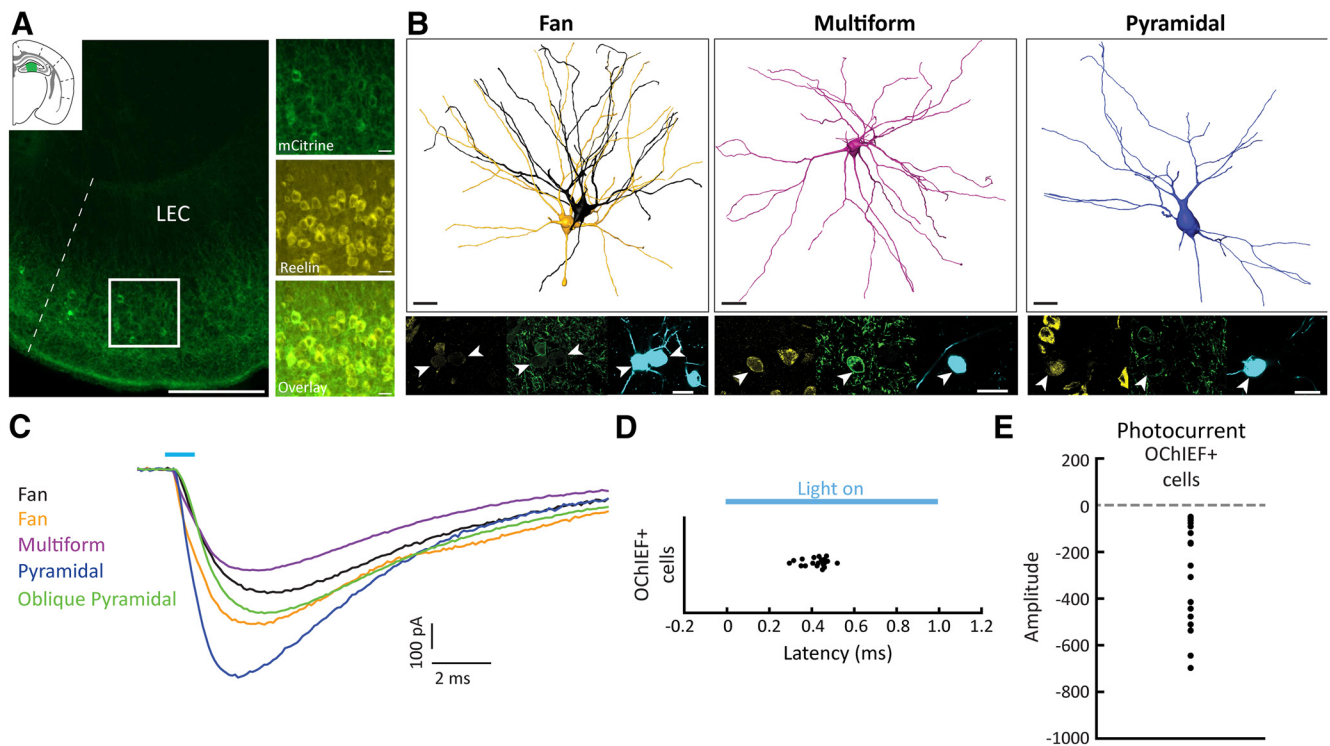 A
LEC
mCitrine
Reelin
Overlay
B
Fan
Multiform
Pyramidal
C
Fan
Fan
Multiform
Pyramidal
Oblique Pyramidal
100 pA
2 ms
D
Light on
OChIEF+
cells
-0.2
0
0.2
0.4
0.6
0.8
1.0
1.2
Latency (ms)
E
Photocurrent
OChIEF+
cells
Amplitude
200
0
-200
-400
-600
-800
-1000